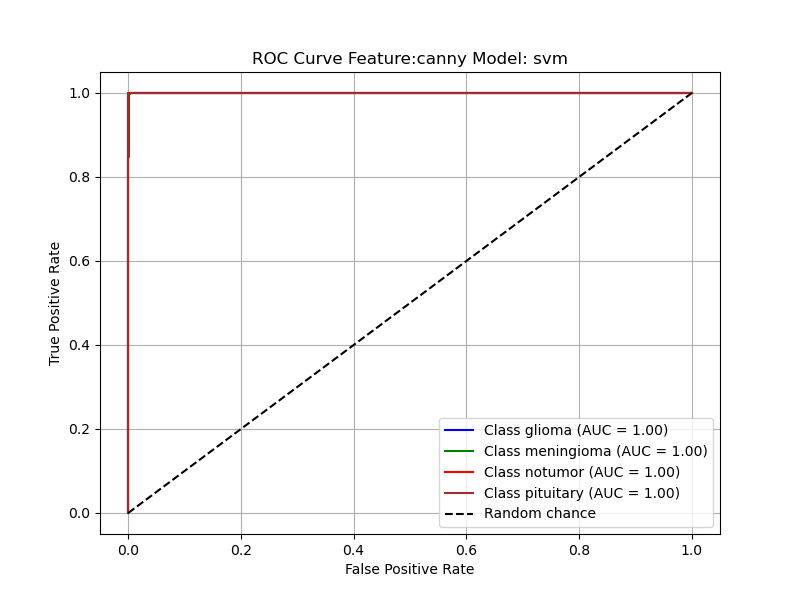 ROC Curve Feature:canny Model: svm
True Positive Rate
1.0
0.8
0.6
0.4
0.2
0.0
Class glioma (AUC = 1.00)
Class meningioma (AUC = 1.00)
Class notumor (AUC = 1.00)
Class pituitary (AUC = 1.00)
Random chance
0.0 0.2 0.4 0.6 0.8 1.0
False Positive Rate